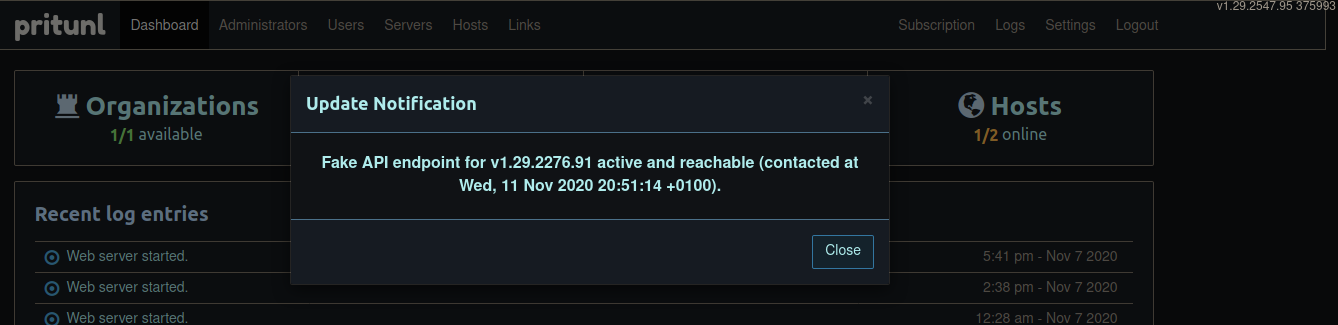 v1.29.2547.95 375993
pritunl Dashboard Administrators Users Servers Hosts Links Subscription Logs Settings Logout
Organizations
1/1 available
Hosts
1/2 online
Update Notification ×
Fake API endpoint for v1.29.2276.91 active and reachable (contacted at
Wed, 11 Nov 2020 20:51:14 +0100).
Close
Recent log entries
Web server started. 5:41 pm - Nov 7 2020
Web server started. 2:38 pm - Nov 7 2020
Web server started. 12:28 am - Nov 7 2020